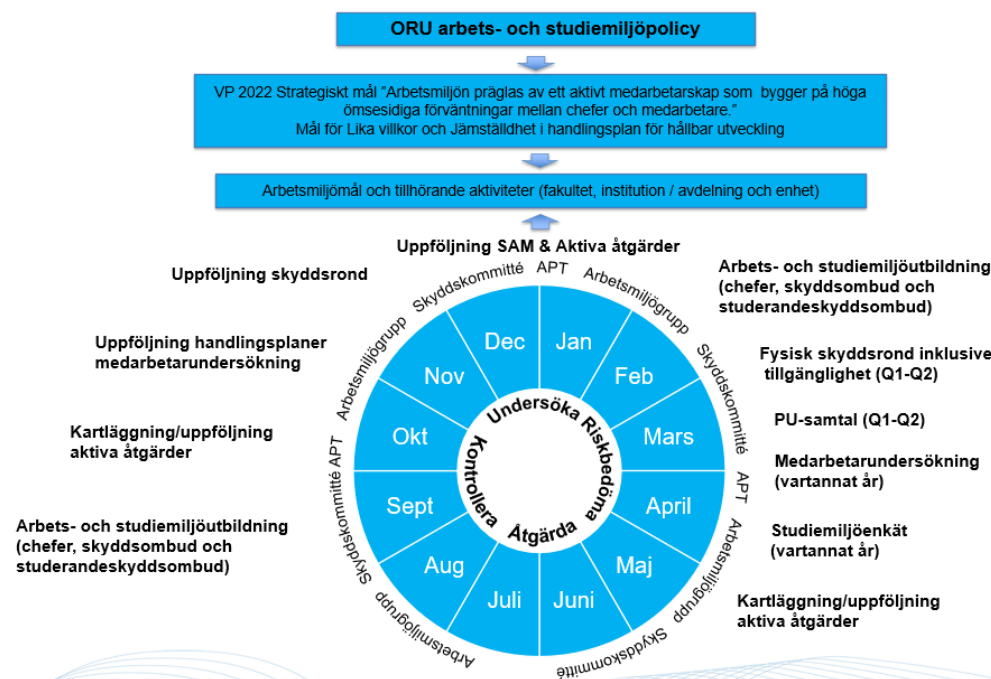 ORU arbets- och studiemiljöpolicy
VP 2022 Strategiskt mål ”Arbetsmiljön präglas av ett aktivt medarbetarskap som bygger på höga
ömsesidiga förväntningar mellan chefer och medarbetare.”
Mål för Lika villkor och Jämställdhet i handlingsplan för hållbar utveckling
Arbetsmiljömål och tillhörande aktiviteter (fakultet, institution / avdelning och enhet)
Uppföljning SAM & Aktiva åtgärder
Uppföljning skyddsrond
Uppföljning handlingsplaner
medarbetarundersökning
Kartläggning/uppföljning
aktiva åtgärder
Arbets- och studiemiljöutbildning
(chefer, skyddsombud och
studerandeskyddsombud)
Arbets- och studiemiljöutbildning
(chefer, skyddsombud och
studerandeskyddsombud)
Fysisk skyddsrond inklusive
tillgänglighet (Q1-Q2)
PU-samtal (Q1-Q2)
Medarbetarundersökning
(vartannat år)
Studiemiljöenkät
(vartannat år)
Kartläggning/uppföljning
aktiva åtgärder
APT
Arbetsmiljögrupp
Skyddskommitté
APT
Arbetsmiljögrupp
Skyddskommitté
Arbetsmiljögrupp
Skyddskommitté
APT
Arbetsmiljögrupp
Skyddskommitté
Jan
Feb
Mars
April
Maj
Juni
Juli
Aug
Sept
Okt
Nov
Dec
Undersöka
Riskbedöma
Åtgärda
Kontrollera